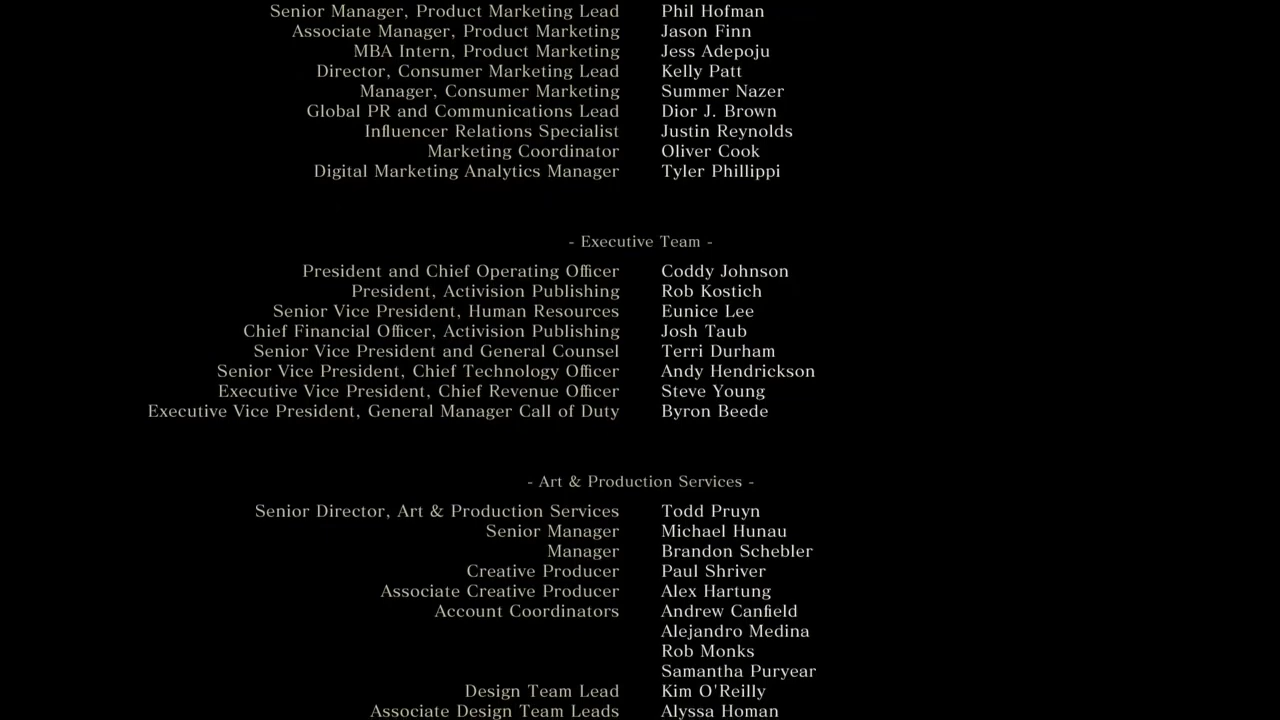 Senior Manager, Product Marketing Lead Phil Hofman
Associate Manager, Product Marketing Jason Finn
MBA Intern, Product Marketing Jess Adepoju
Director, Consumer Marketing Lead Kelly Patt
Manager, Consumer Marketing Summer Nazer
Global PR and Communications Lead Dior J. Brown
Influencer Relations Specialist Justin Reynolds
Marketing Coordinator Oliver Cook
Digital Marketing Analytics Manager Tyler Phillippi
- Executive Team -
President and Chief Operating Officer Coddy Johnson
President, Activision Publishing Rob Kostich
Senior Vice President, Human Resources Eunice Lee
Chief Financial Officer, Activision Publishing Josh Taub
Senior Vice President and General Counsel Terri Durham
Senior Vice President, Chief Technology Officer Andy Hendrickson
Executive Vice President, Chief Revenue Officer Steve Young
Executive Vice President, General Manager Call of Duty Byron Beede
- Art & Production Services -
Senior Director, Art & Production Services Todd Pruyn
Senior Manager Michael Hunau
Manager Brandon Schebler
Creative Producer Paul Shriver
Associate Creative Producer Alex Hartung
Account Coordinators Andrew Canfield
Alejandro Medina
Rob Monks
Samantha Puryear
Design Team Lead Kim O'Reilly
Associate Design Team Leads Alyssa Homan